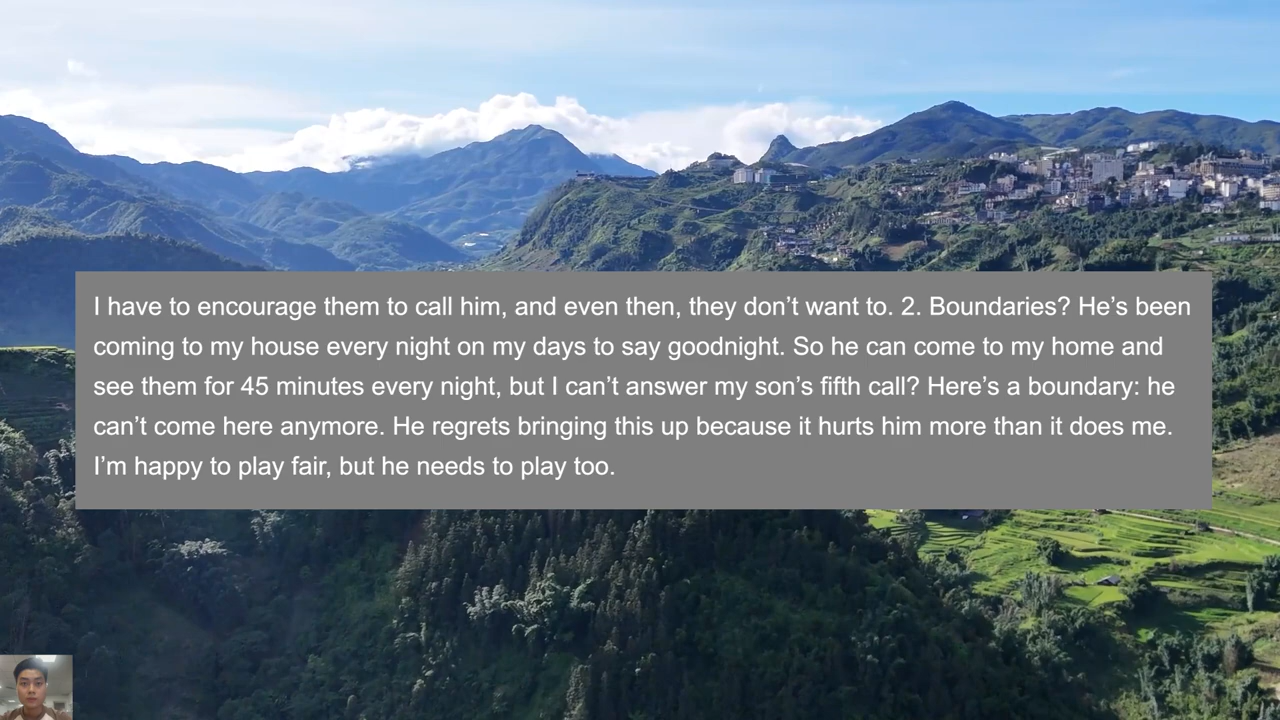 I have to encourage them to call him, and even then, they don’t want to. 2. Boundaries? He’s been
coming to my house every night on my days to say goodnight. So he can come to my home and
see them for 45 minutes every night, but I can’t answer my son’s fifth call? Here’s a boundary: he
can’t come here anymore. He regrets bringing this up because it hurts him more than it does me.
I’m happy to play fair, but he needs to play too.